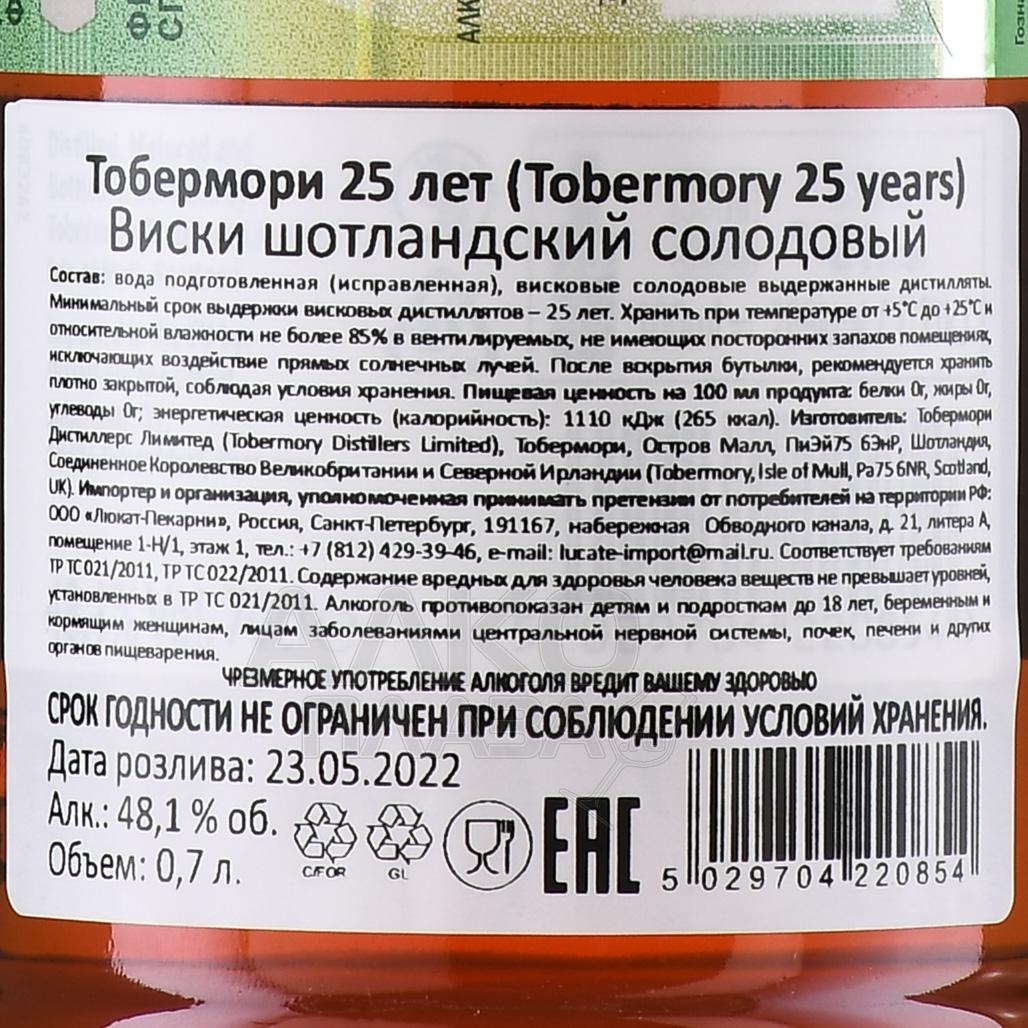 АЛК
Тобермори 25 лет (Tobermory 25 years)
Виски шотландский солодовый
Состав: вода подготовленная (исправленная), висковые солодовые выдержанные дистилляты.
Минимальный срок выдержки висковых дистиллятов – 25 лет. Хранить при температуре от +5°С до +25°С и
относительной влажности не более 85% в вентилируемых, не имеющих посторонних запахов помещениях,
исключающих воздействие прямых солнечных лучей. После вскрытия бутылки, рекомендуется хранить
плотно закрытой, соблюдая условия хранения. Пищевая ценность на 100 мл продукта: белки 0г, жиры 0г,
углеводы 0г; энергетическая ценность (калорийность): 1110 кДж (265 ккал). Изготовитель: Тобермори
Дистиллерс Лимитед (Tobermory Distillers Limited), Тобермори, Остров Малл, ПиЭй75 6ЭнР, Шотландия,
Соединенное Королевство Великобритании и Северной Ирландии (Tobermory, Isle of Mull, Pa75 6NR, Scotland,
UK). Импортер и организация, уполномоченная принимать претензии от потребителей на территории РФ:
ООО «Люкат-Пекарни», Россия, Санкт-Петербург, 191167, набережная Обводного канала, д. 21, литера А,
помещение 1-Н/1, этаж 1, тел.: +7 (812) 429-39-46, e-mail: lucate-import@mail.ru. Соответствует требованиям
ТР ТС 021/2011, ТР ТС 022/2011. Содержание вредных для здоровья человека веществ не превышает уровней,
установленных в ТР ТС 021/2011. Алкоголь противопоказан детям и подросткам до 18 лет, беременным и
кормящим женщинам, лицам заболеваниями центральной нервной системы, почек, печени и других
органов пищеварения.
ЧРЕЗМЕРНОЕ УПОТРЕБЛЕНИЕ АЛКОГОЛЯ ВРЕДИТ ВАШЕМУ ЗДОРОВЬЮ
СРОК ГОДНОСТИ НЕ ОГРАНИЧЕН ПРИ СОБЛЮДЕНИИ УСЛОВИЙ ХРАНЕНИЯ.
Дата розлива: 23.05.2022
Алк.: 48,1 % об.
Объем: 0,7 л.
C/FOR
GL
ЕАС
5 029704 220854
АЛКО
ПЛАЗА.ru